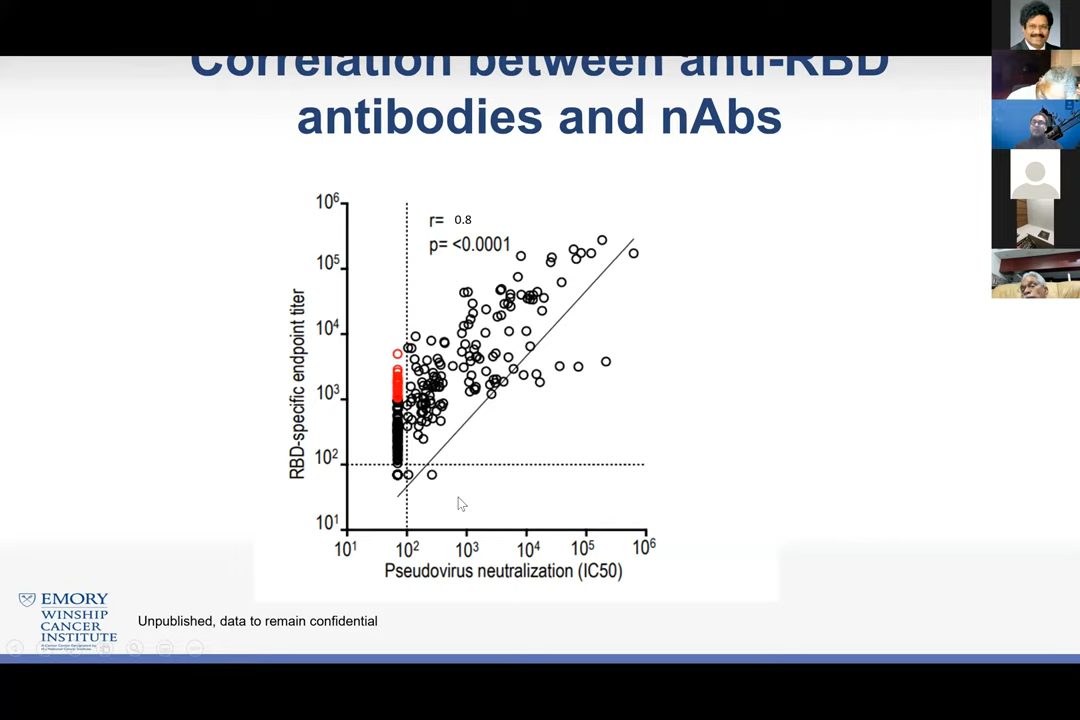 Correlation between anti-RBD
antibodies and nAbs
10⁶
r= 0.8
p= <0.0001
10⁵
10⁴
10³
10²
10¹
RBD-specific endpoint titer
10¹ 10² 10³ 10⁴ 10⁵ 10⁶
Pseudovirus neutralization (IC50)
EMORY
WINSHIP
CANCER
INSTITUTE
Unpublished, data to remain confidential